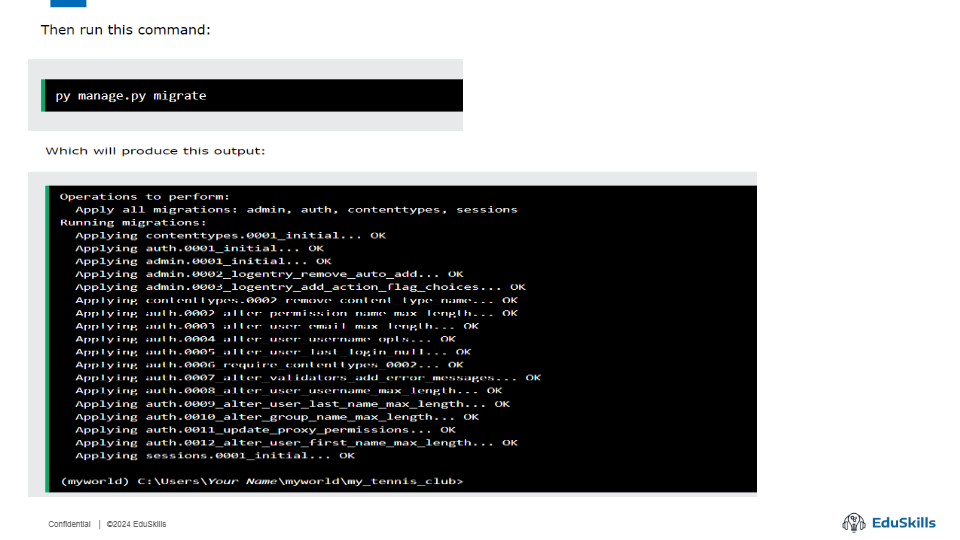 Then run this command:
py manage.py migrate
Which will produce this output:
Operations to perform:
Apply all migrations: admin, auth, contenttypes, sessions
Running migrations:
Applying contenttypes.0001_initial... OK
Applying auth.0001_initial... OK
Applying admin.0001_initial... OK
Applying admin.0002_logentry_remove_auto_add... OK
Applying admin.0003_logentry_add_action_flag_choices... OK
Applying contenttypes.0002_remove_content_type_name... OK
Applying auth.0002_alter_permission_name_max_length... OK
Applying auth.0003_alter_user_email_max_length... OK
Applying auth.0004_alter_user_username_opts... OK
Applying auth.0005_alter_user_last_login_null... OK
Applying auth.0006_require_contenttypes_0002... OK
Applying auth.0007_alter_validators_add_error_messages... OK
Applying auth.0008_alter_user_username_max_length... OK
Applying auth.0009_alter_user_last_name_max_length... OK
Applying auth.0010_alter_group_name_max_length... OK
Applying auth.0011_update_proxy_permissions... OK
Applying auth.0012_alter_user_first_name_max_length... OK
Applying sessions.0001_initial... OK
(myworld) C:\Users\Your Name\myworld\my_tennis_club>
Confidential | ©2024 EduSkills
EduSkills